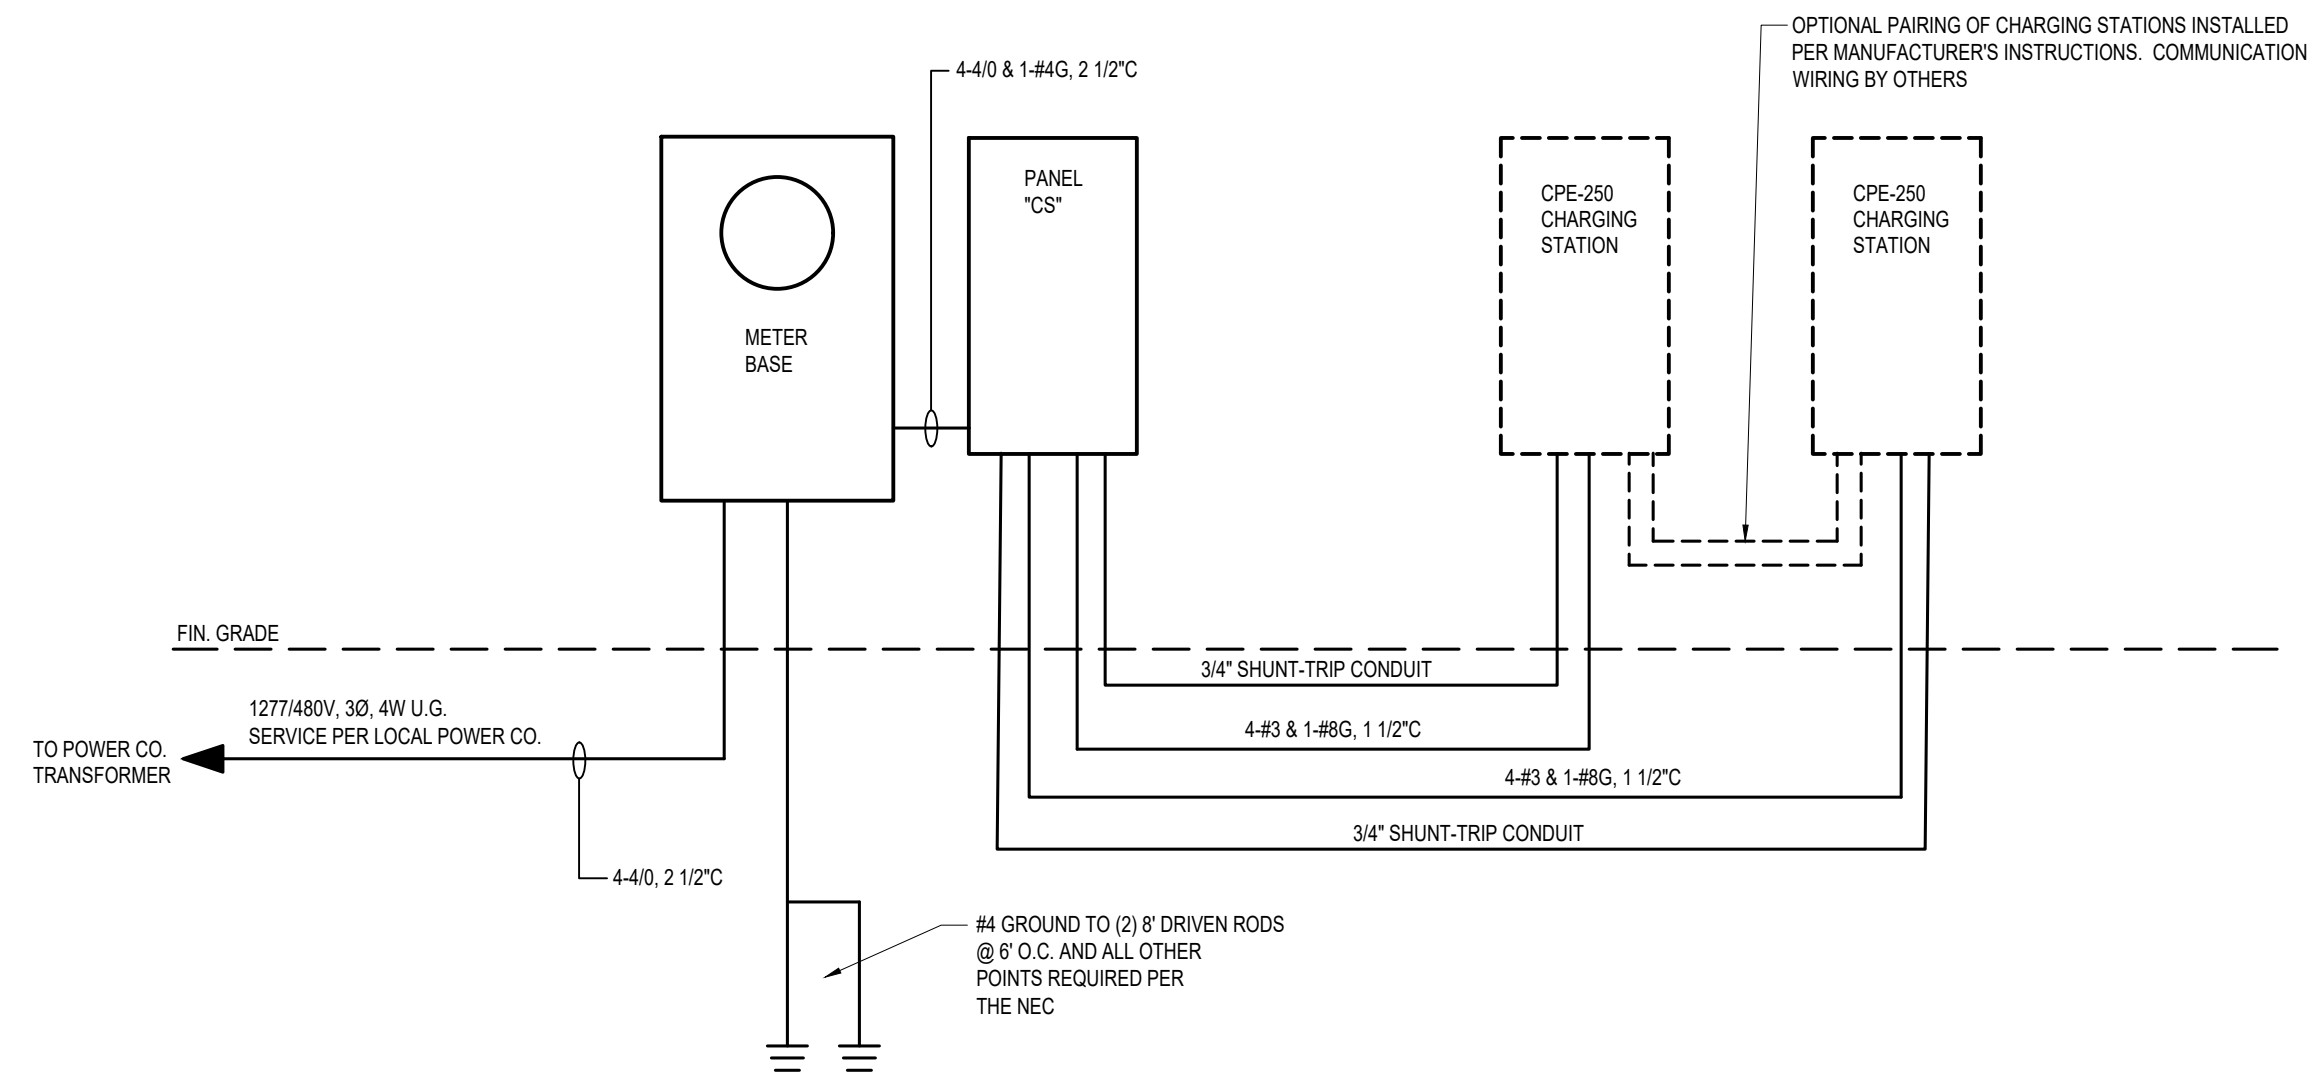 OPTIONAL PAIRING OF CHARGING STATIONS INSTALLED
PER MANUFACTURER'S INSTRUCTIONS. COMMUNICATION
WIRING BY OTHERS
4-4/0 & 1-#4G, 2 1/2"C
METER
BASE
PANEL
"CS"
CPE-250
CHARGING
STATION
CPE-250
CHARGING
STATION
FIN. GRADE
3/4" SHUNT-TRIP CONDUIT
1277/480V, 3Ø, 4W U.G.
SERVICE PER LOCAL POWER CO.
TO POWER CO.
TRANSFORMER
4-#3 & 1-#8G, 1 1/2"C
4-#3 & 1-#8G, 1 1/2"C
3/4" SHUNT-TRIP CONDUIT
4-4/0, 2 1/2"C
#4 GROUND TO (2) 8' DRIVEN RODS
@ 6' O.C. AND ALL OTHER
POINTS REQUIRED PER
THE NEC